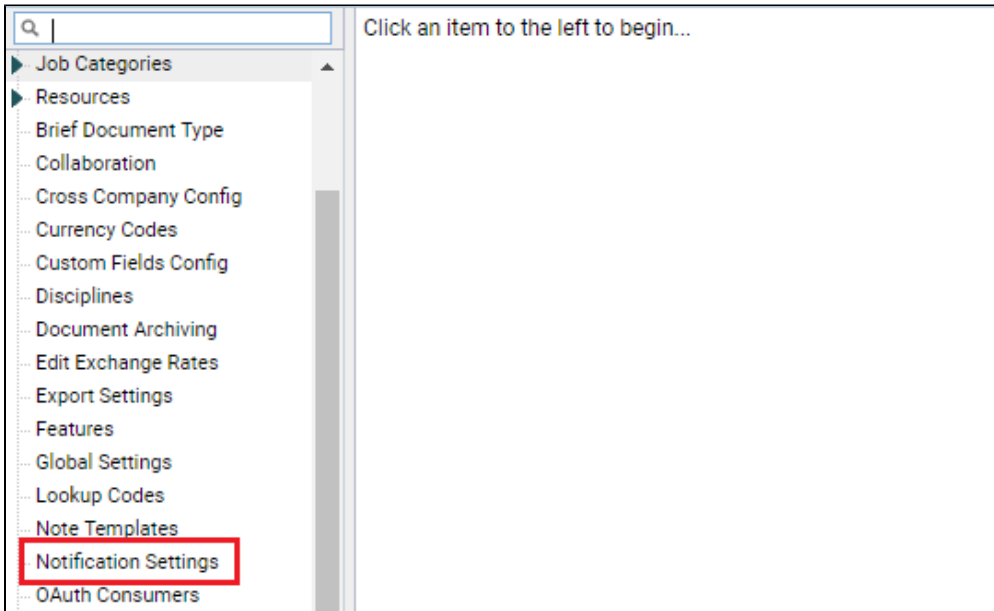 Click an item to the left to begin...
Job Categories
Resources
Brief Document Type
Collaboration
Cross Company Config
Currency Codes
Custom Fields Config
Disciplines
Document Archiving
Edit Exchange Rates
Export Settings
Features
Global Settings
Lookup Codes
Note Templates
Notification Settings
OAuth Consumers